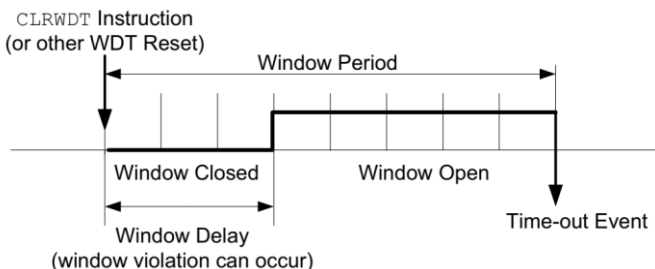 CLRWDT Instruction
(or other WDT Reset)
Window Period
Window Closed
Window Open
Window Delay
(window violation can occur)
Time-out Event